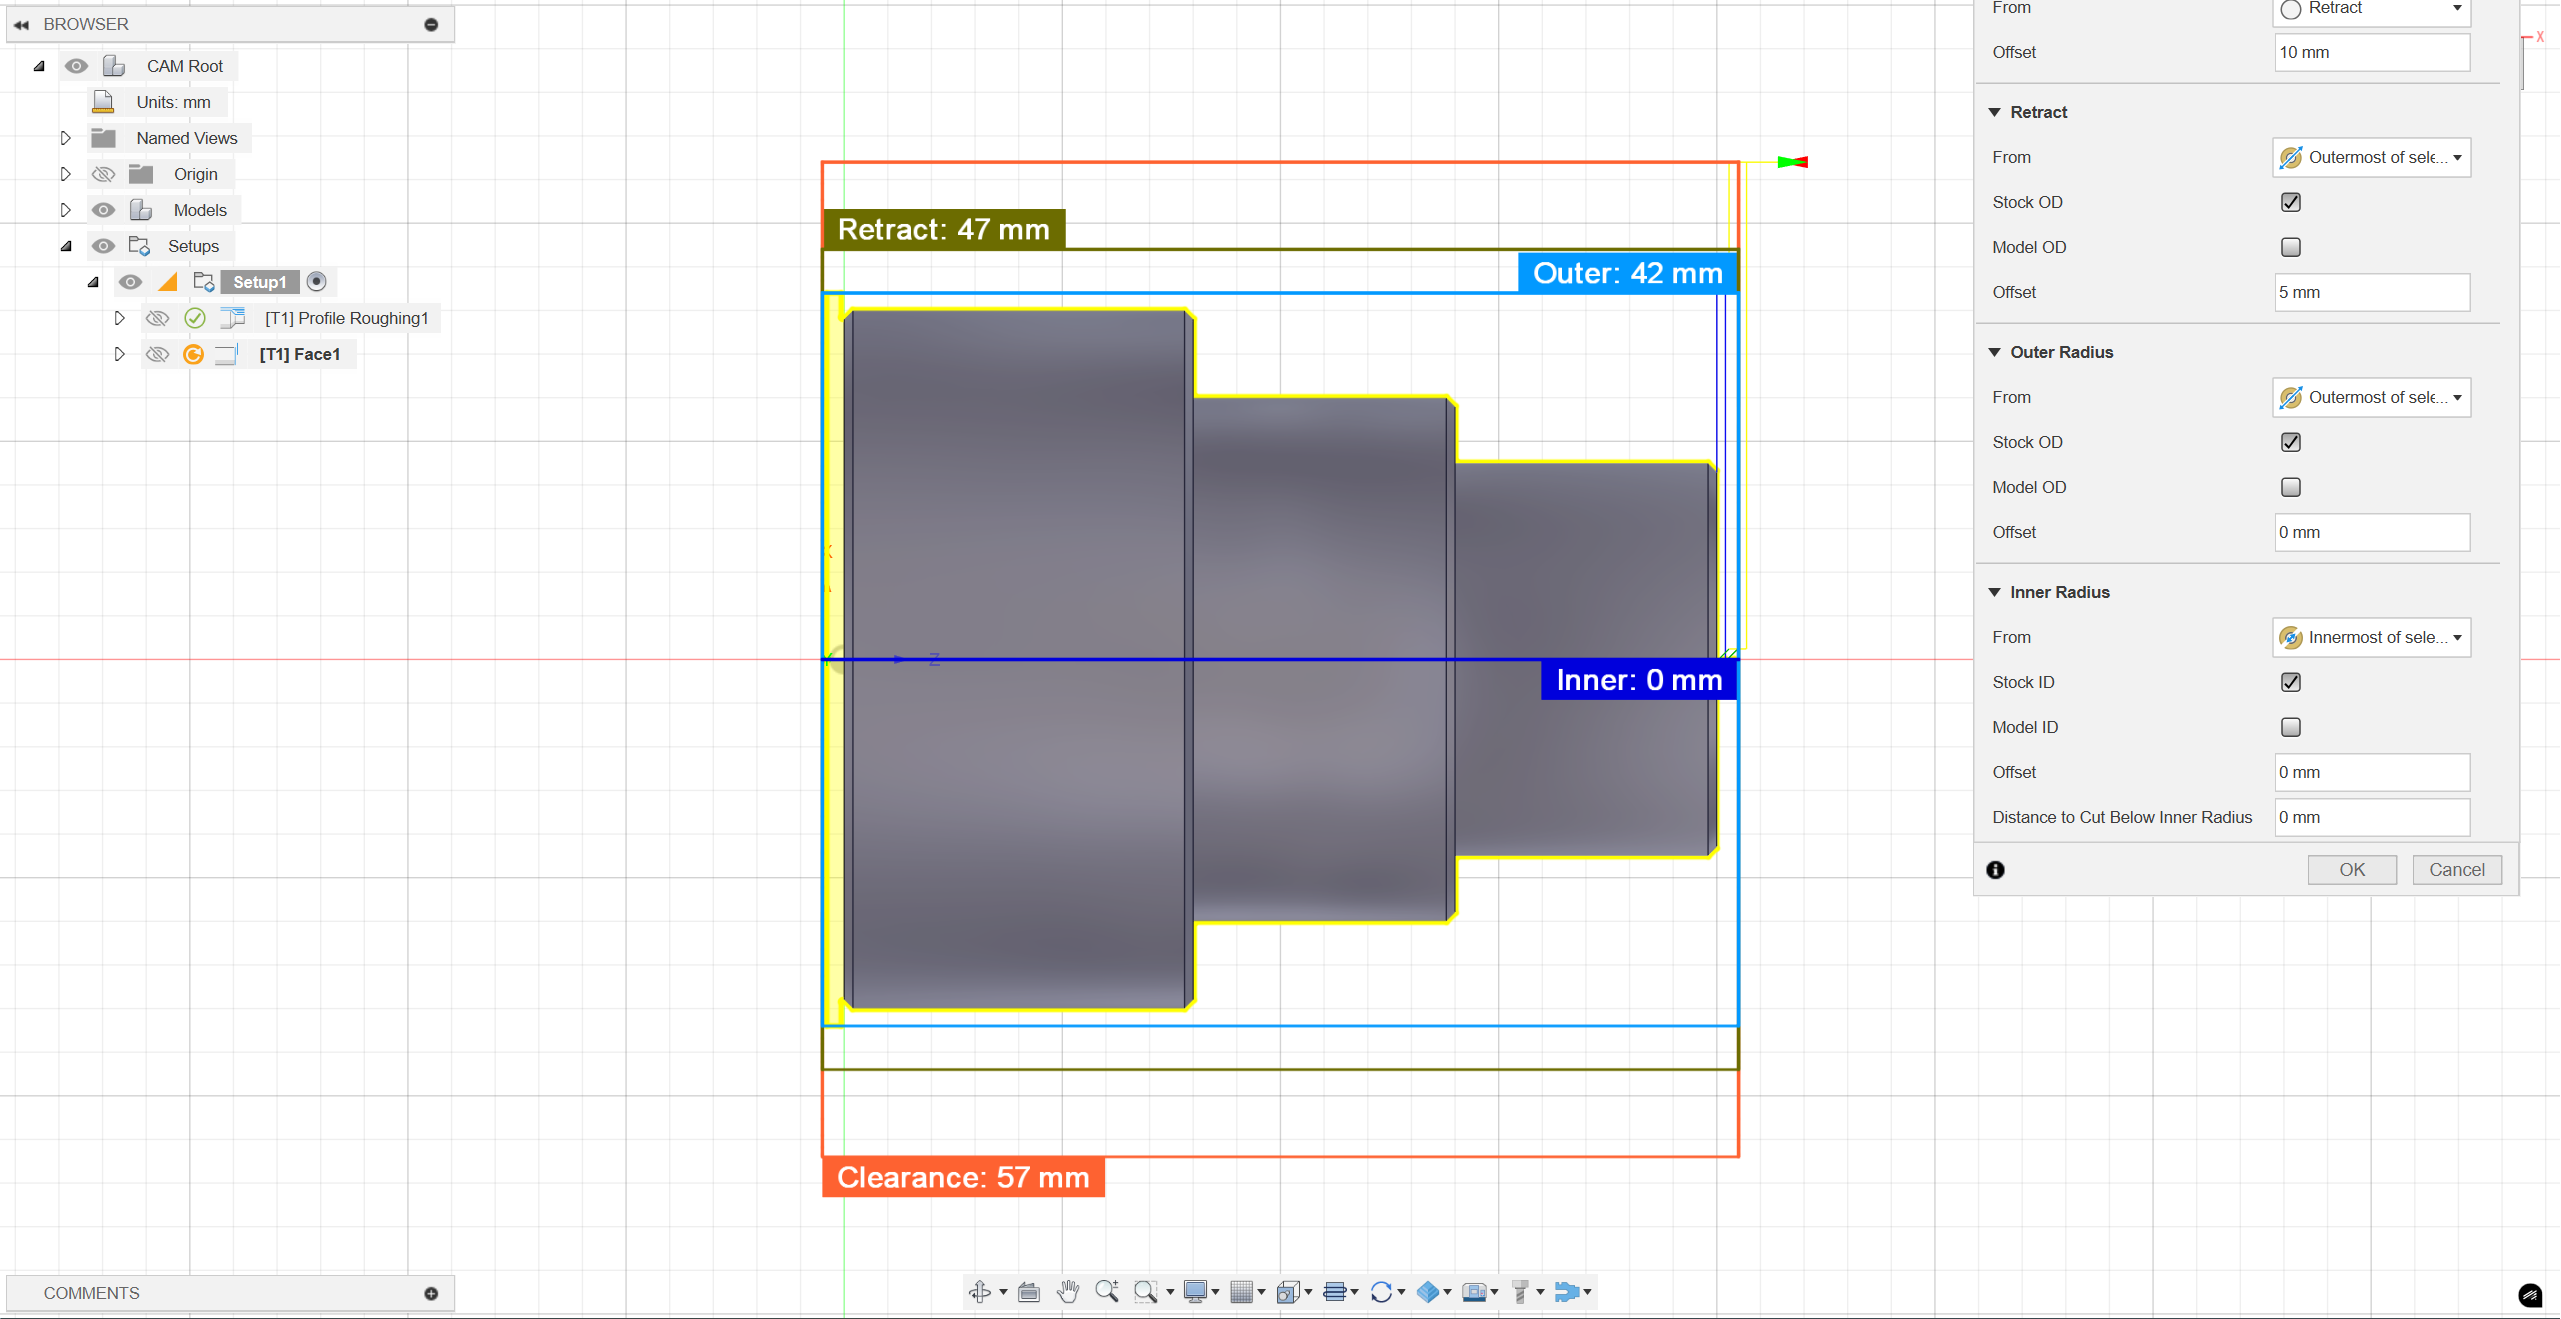 BROWSER
CAM Root
Units: mm
Named Views
Origin
Models
Setups
Setup1
[T1] Profile Roughing1
[T1] Face1
Retract: 47 mm
Outer: 42 mm
X
Z
Inner: 0 mm
Clearance: 57 mm
From
Retract
Offset
10 mm
X
Retract
From
Outermost of sele...
Stock OD
Model OD
Offset
5 mm
Outer Radius
From
Outermost of sele...
Stock OD
Model OD
Offset
0 mm
Inner Radius
From
Innermost of sele...
Stock ID
Model ID
Offset
0 mm
Distance to Cut Below Inner Radius
0 mm
OK
Cancel
COMMENTS